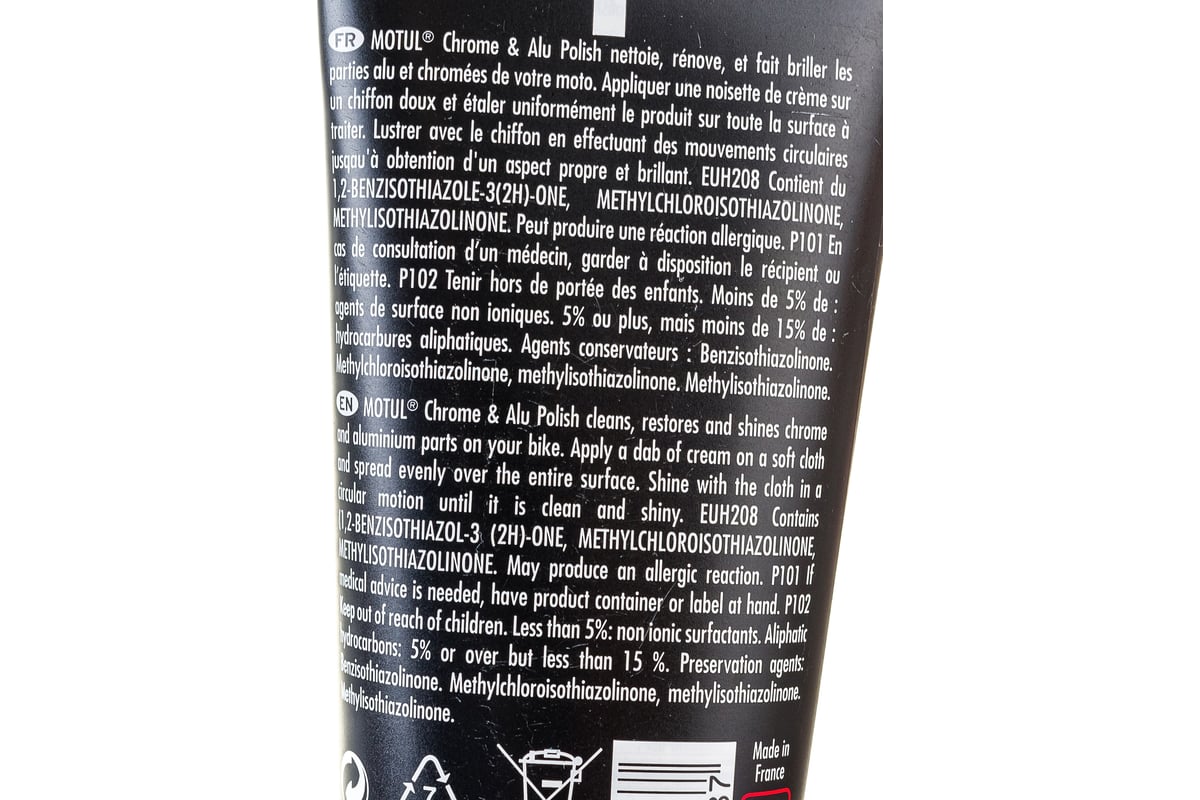 FR MOTUL® Chrome & Alu Polish nettoie, rénove, et fait briller les
parties alu et chromées de votre moto. Appliquer une noisette de crème sur
un chiffon doux et étaler uniformément le produit sur toute la surface à
traiter. Lustrer avec le chiffon en effectuant des mouvements circulaires
jusqu'à obtention d'un aspect propre et brillant. EUH208 Contient du
1,2-BENZISOTHIAZOLE-3(2H)-ONE, METHYLCHLOROISOTHIAZOLINONE,
METHYLISOTHIAZOLINONE. Peut produire une réaction allergique. P101 En
cas de consultation d'un médecin, garder à disposition le récipient ou
l'étiquette. P102 Tenir hors de portée des enfants. Moins de 5% de :
agents de surface non ioniques. 5% ou plus, mais moins de 15% de :
hydrocarbures aliphatiques. Agents conservateurs : Benzisothiazolinone.
Methylchloroisothiazolinone, methylisothiazolinone. Methylisothiazolinone.
EN MOTUL® Chrome & Alu Polish cleans, restores and shines chrome
and aluminium parts on your bike. Apply a dab of cream on a soft cloth
and spread evenly over the entire surface. Shine with the cloth in a
circular motion until it is clean and shiny. EUH208 Contains
(1,2-BENZISOTHIAZOL-3 (2H)-ONE, METHYLCHLOROISOTHIAZOLINONE,
METHYLISOTHIAZOLINONE. May produce an allergic reaction. P101 If
medical advice is needed, have product container or label at hand. P102
Keep out of reach of children. Less than 5%: non ionic surfactants. Aliphatic
hydrocarbons: 5% or over but less than 15 %. Preservation agents:
Benzisothiazolinone. Methylchloroisothiazolinone, methylisothiazolinone.
Methylisothiazolinone.
Made in
France
7